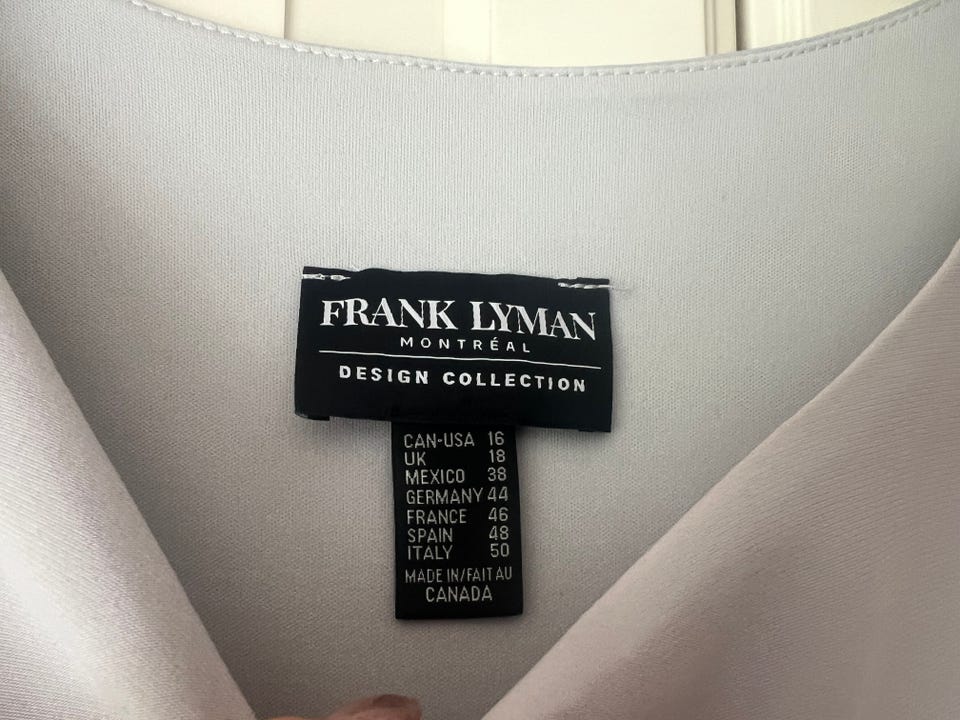 FRANK LYMAN
MONTRÉAL
DESIGN COLLECTION
CAN-USA 16
UK 18
MEXICO 38
GERMANY 44
FRANCE 46
SPAIN 48
ITALY 50
MADE IN/FAIT AU
CANADA